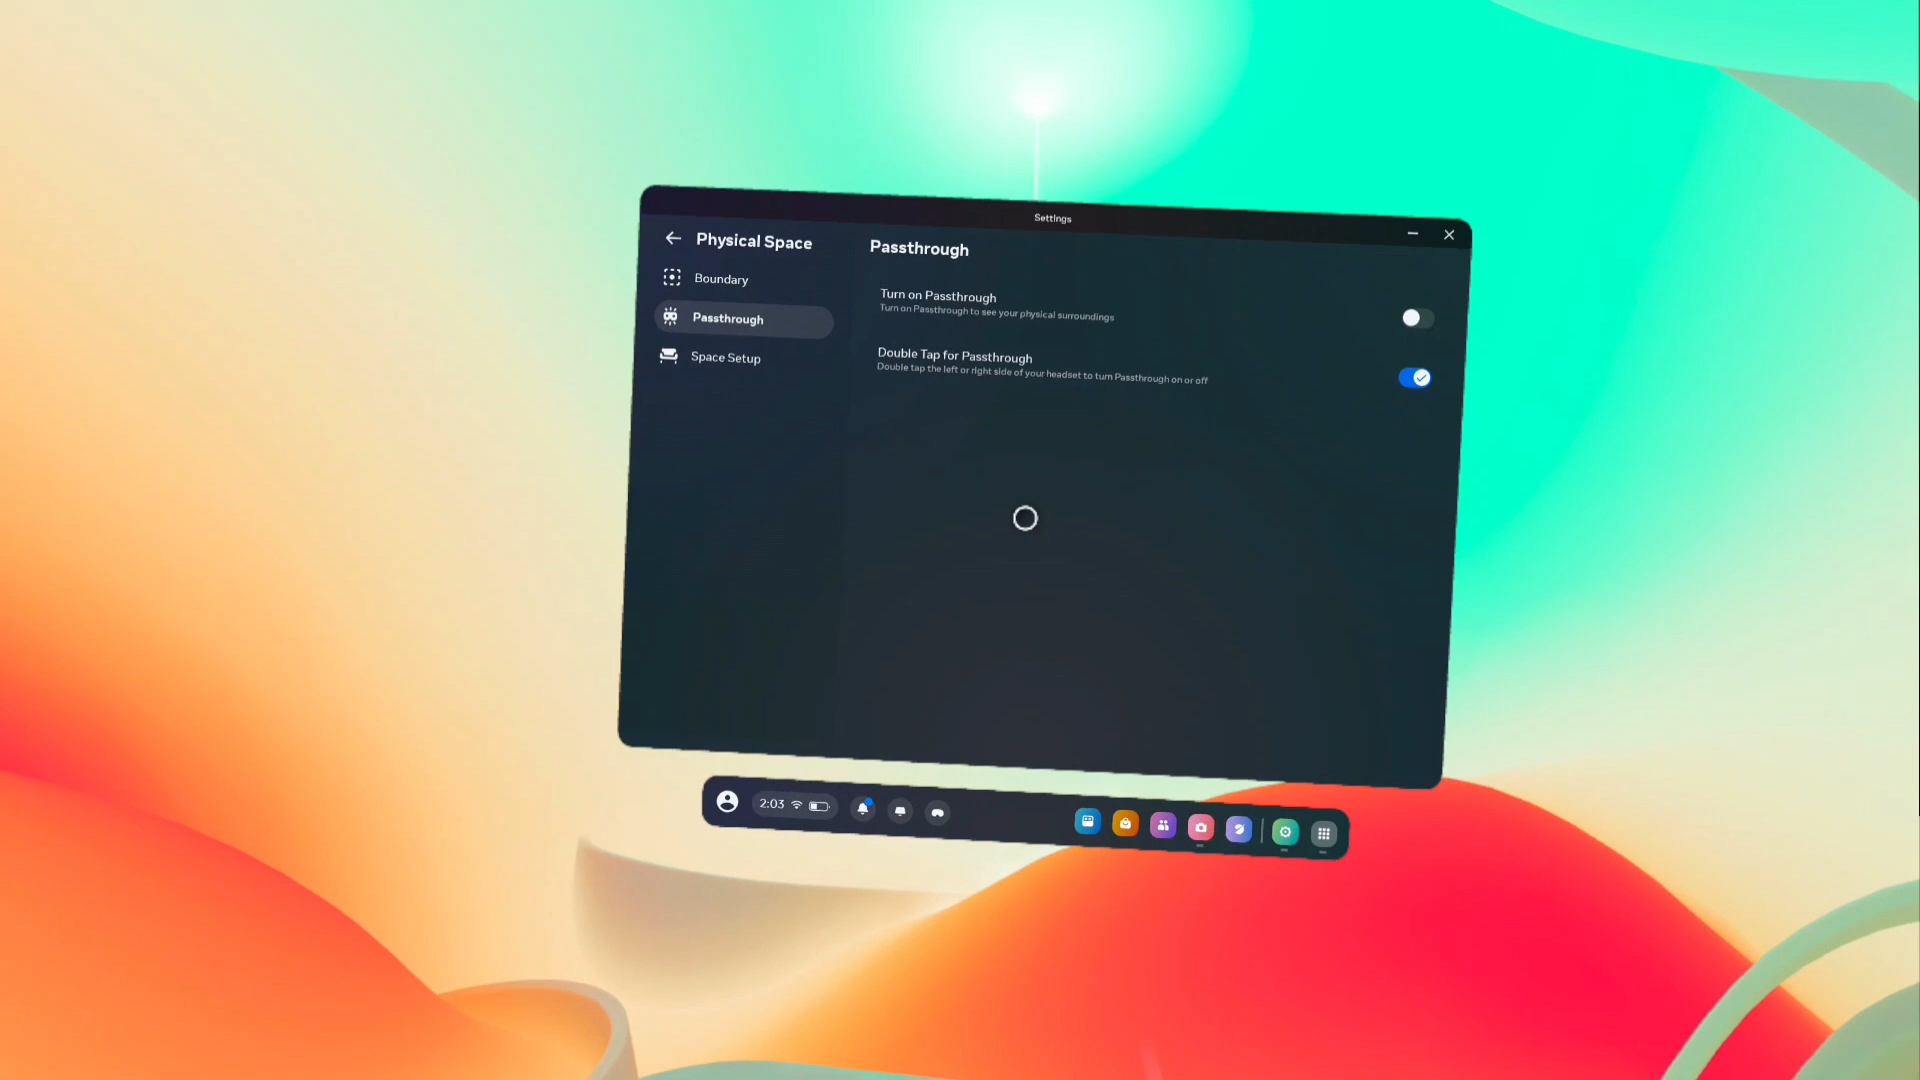 Settings
Physical Space
Boundary
Passthrough
Space Setup
Passthrough
Turn on Passthrough
Turn on Passthrough to see your physical surroundings
Double Tap for Passthrough
Double tap the left or right side of your headset to turn Passthrough on or off
2:03